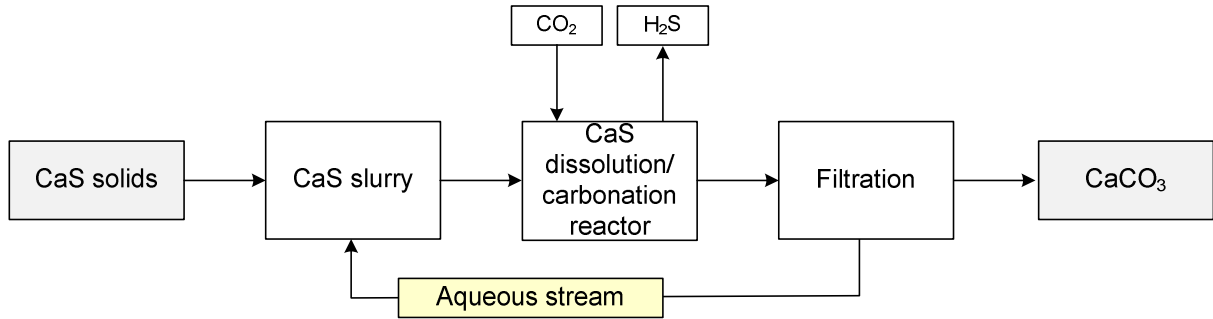 CO₂
H₂S
CaS solids
CaS slurry
CaS
dissolution/
carbonation
reactor
Filtration
CaCO₃
Aqueous stream